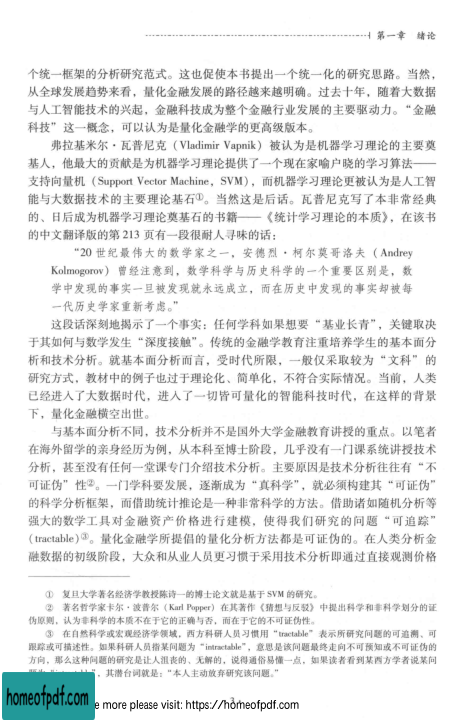 第一章 绪论
个统一框架的分析研究范式。这也促使本书提出一个统一化的研究思路。当然，
从全球发展趋势来看，量化金融发展的路径越来越明确。过去十年，随着大数据
与人工智能技术的兴起，金融科技成为整个金融行业发展的主要驱动力。“金融
科技”这一概念，可以认为是量化金融学的更高级版本。
弗拉基米尔·瓦普尼克（Vladimir Vapnik）被认为是机器学习理论的主要奠
基人，他最大的贡献是为机器学习理论提供了一个现在家喻户晓的学习算法——
支持向量机（Support Vector Machine，SVM），而机器学习理论更被认为是人工智
能与大数据技术的主要理论基石①。当然这是后话。瓦普尼克写了本非常经典
的、日后成为机器学习理论奠基石的书籍——《统计学习理论的本质》，在该书
的中文翻译版的第 213 页有一段很耐人寻味的话：
“20 世纪最伟大的数学家之一，安德烈·柯尔莫哥洛夫（Andrey
Kolmogorov）曾经注意到，数学科学与历史科学的一个重要区别是，数
学中发现的事实一旦被发现就永远成立，而在历史中发现的事实却被每
一代历史学家重新考虑。”
这段话深刻地揭示了一个事实：任何学科如果想要“基业长青”，关键取决
于其如何与数学发生“深度接触”。传统的金融学教育注重培养学生的基本面分
析和技术分析。就基本面分析而言，受时代所限，一般仅采取较为“文科”的
研究方式，教材中的例子也过于理论化、简单化，不符合实际情况。当前，人类
已经进入了大数据时代，进入了一切皆可量化的智能科技时代，在这样的背景
下，量化金融横空出世。
与基本面分析不同，技术分析并不是国外大学金融教育讲授的重点。以笔者
在海外留学的亲身经历为例，从本科至博士阶段，几乎没有一门课系统讲授技术
分析，甚至没有任何一堂课专门介绍技术分析。主要原因是技术分析往往有“不
可证伪”性②。一门学科要发展，逐渐成为“真科学”，就必须构建其“可证伪”
的科学分析框架，而借助统计推论是一种非常科学的方法。借助诸如随机分析等
强大的数学工具对金融资产价格进行建模，使得我们研究的问题“可追踪”
（tractable）③。量化金融学所提倡的量化分析方法都是可证伪的。在人类分析金
融数据的初级阶段，大众和从业人员更习惯于采用技术分析即通过直接观测价格
① 复旦大学著名经济学教授陈诗一的博士论文就是基于 SVM 的研究。
② 著名哲学家卡尔·波普尔（Karl Popper）在其著作《猜想与反驳》中提出科学和非科学划分的证
伪原则，认为非科学的本质不在于它的正确与否，而在于它的不可证伪性。
③ 在自然科学或宏观经济学领域，西方科研人员习惯用“tractable”表示所研究问题的可追溯、可
跟踪或可描述性。如果科研人员指某问题为“intractable”，意思是该问题最终走向不可预知或不可证伪的
方向，那么这种问题的研究是让人沮丧的、无解的，说得通俗易懂一点，如果读者看到某西方学者说某问
，其潜台词就是：“本人主动放弃研究该问题。”
homeofpdf.com
e more please visit: https://homeofpdf.com